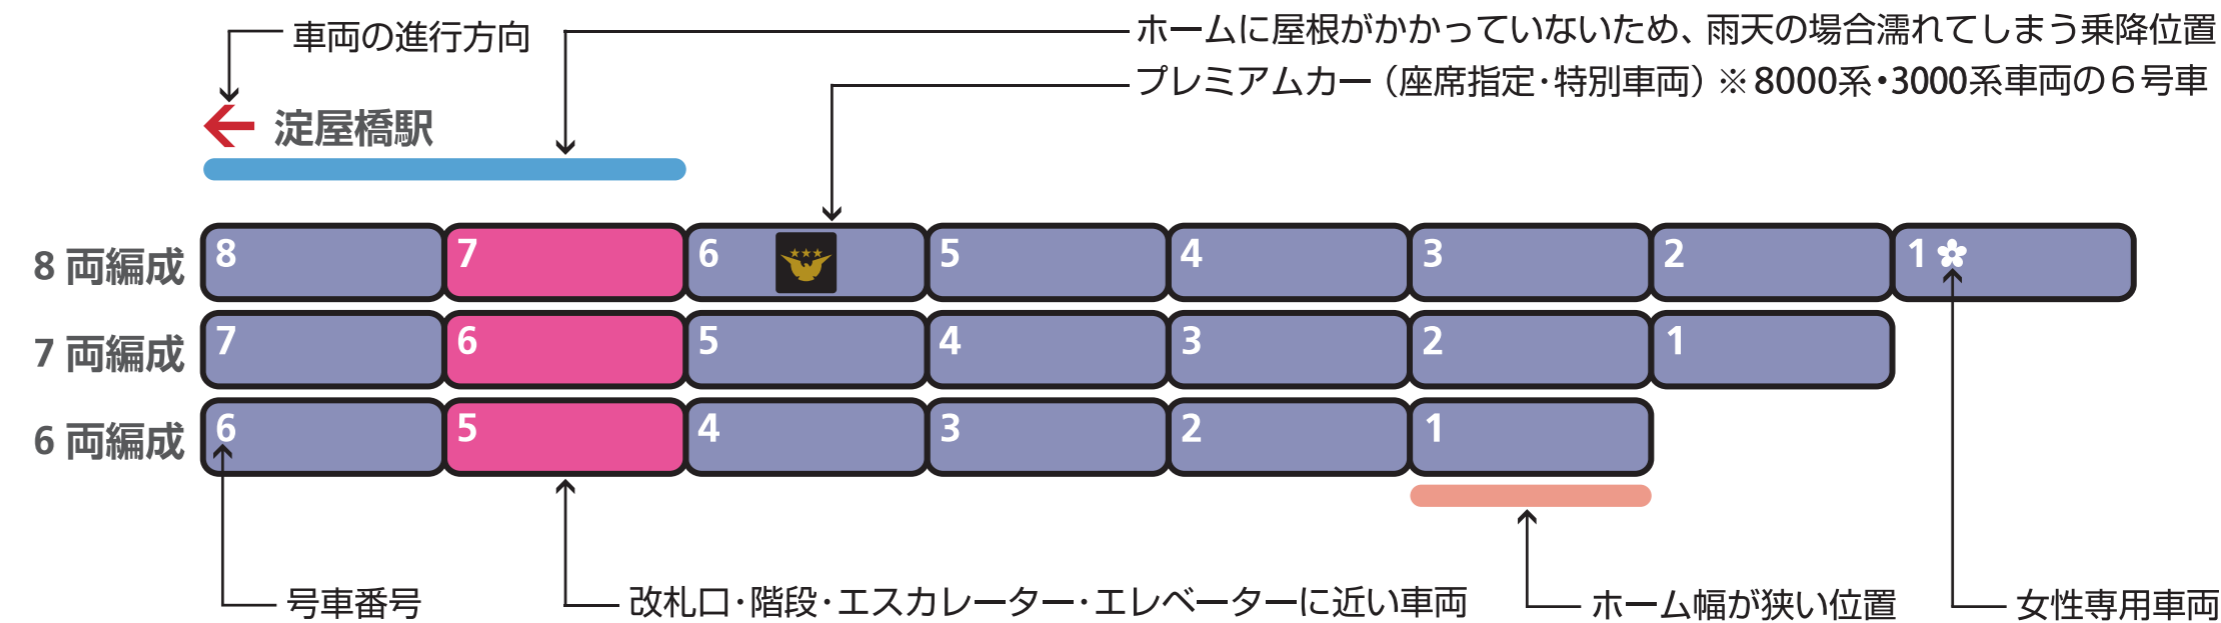 車両の進行方向
ホームに屋根がかかっていないため、雨天の場合濡れてしまう乗降位置
プレミアムカー（座席指定・特別車両）※8000系・3000系車両の6号車
淀屋橋駅
8両編成 8 7 6 5 4 3 2 1
7両編成 7 6 5 4 3 2 1
6両編成 6 5 4 3 2 1
号車番号
改札口・階段・エスカレーター・エレベーターに近い車両
ホーム幅が狭い位置
女性専用車両